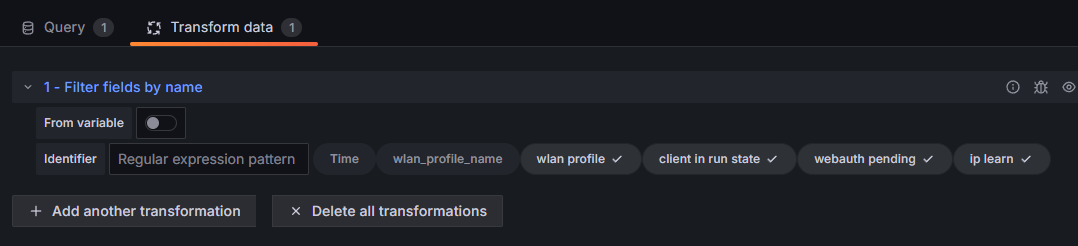 Query 1 Transform data 1
1 - Filter fields by name
From variable
Identifier Regular expression pattern Time wlan_profile_name wlan profile client in run state webauth pending ip learn
Add another transformation Delete all transformations